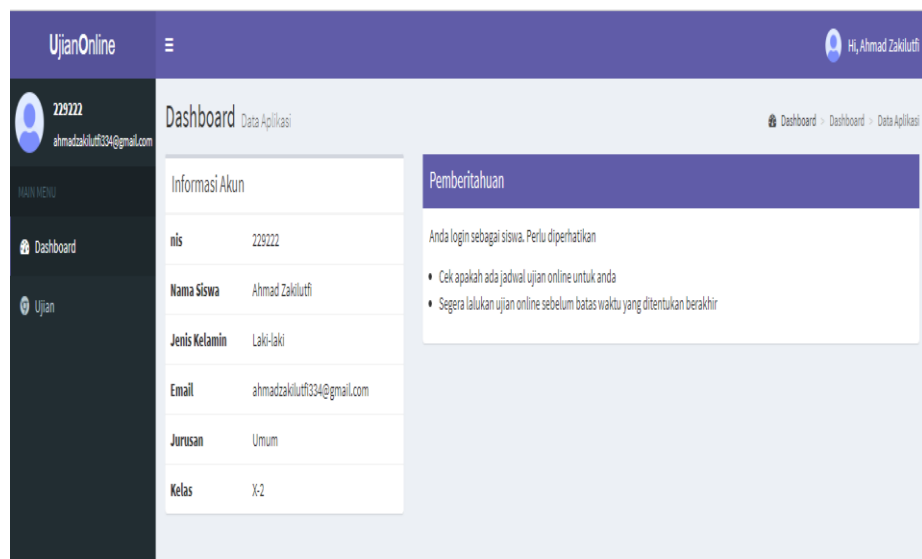 UjianOnline
Hi, Ahmad Zakilutfi
229222
ahmadzakilutfi334@gmail.com
MAIN MENU
Dashboard
Ujian
Dashboard Data Aplikasi
Dashboard > Dashboard > Data Aplikasi
Informasi Akun
nis 229222
Nama Siswa Ahmad Zakilutfi
Jenis Kelamin Laki-laki
Email ahmadzakilutfi334@gmail.com
Jurusan Umum
Kelas X-2
Pemberitahuan
Anda login sebagai siswa. Perlu diperhatikan
• Cek apakah ada jadwal ujian online untuk anda
• Segera lalukan ujian online sebelum batas waktu yang ditentukan berakhir